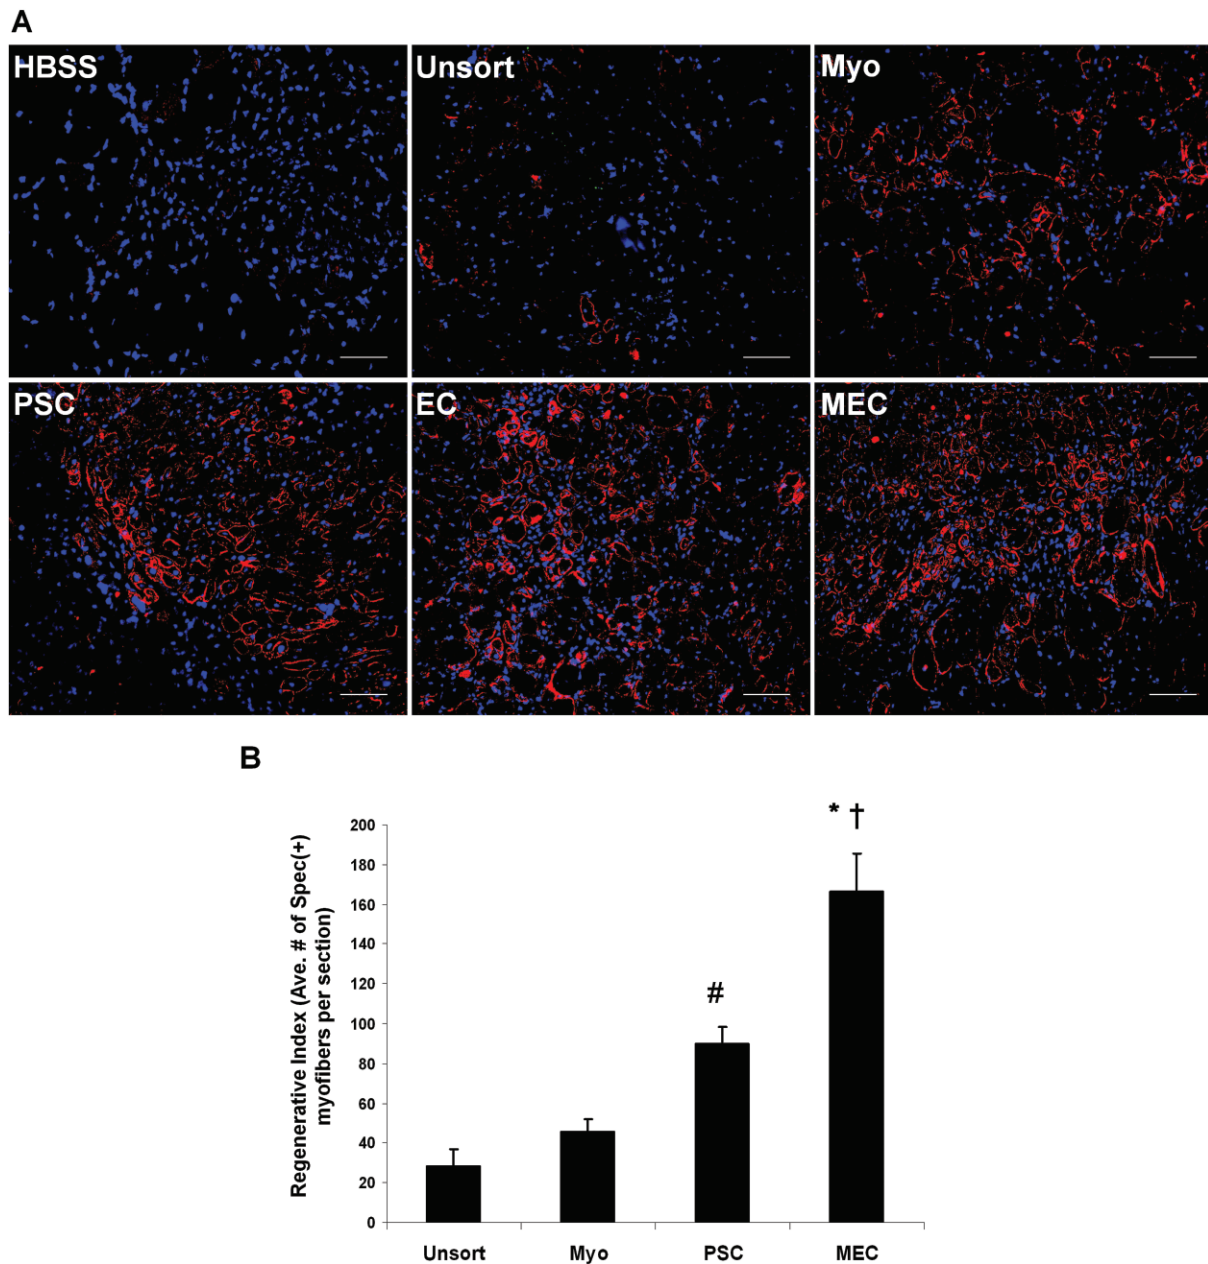 A
HBSS
Unsort
Myo
PSC
EC
MEC
B
Regenerative Index (Ave. # of Spec(+)
myofibers per section)
* †
#
200
180
160
140
120
100
80
60
40
20
0
Unsort
Myo
PSC
MEC